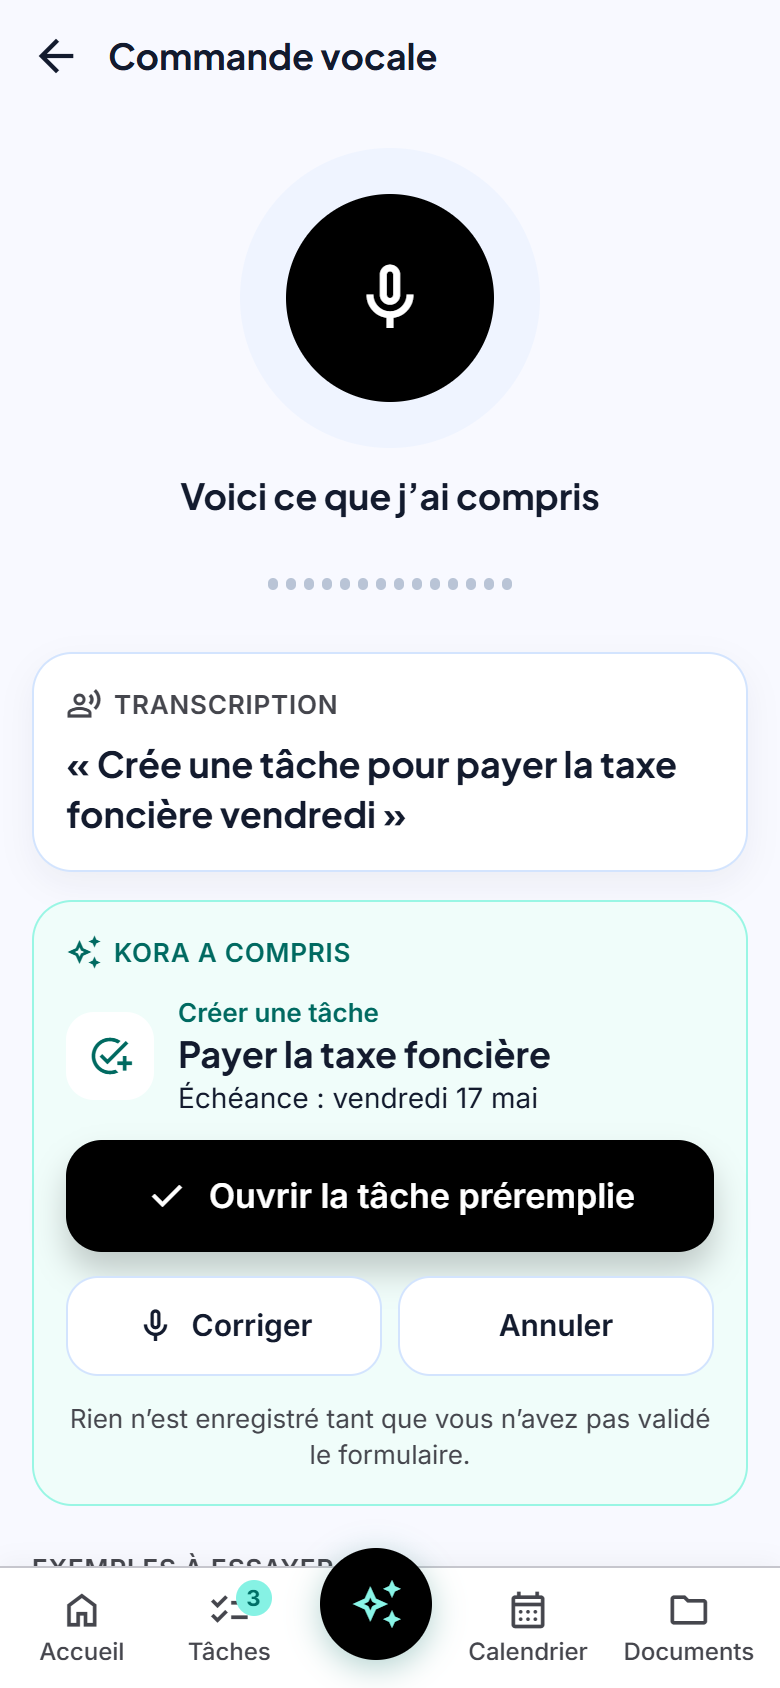 Commande vocale
Voici ce que j’ai compris
TRANSCRIPTION
« Crée une tâche pour payer la taxe
foncière vendredi »
KORA A COMPRIS
Créer une tâche
Payer la taxe foncière
Échéance : vendredi 17 mai
Ouvrir la tâche préremplie
Corriger
Annuler
Rien n’est enregistré tant que vous n’avez pas validé
le formulaire.
EXEMPLES À ESSAYER
3
Accueil
Tâches
Calendrier
Documents